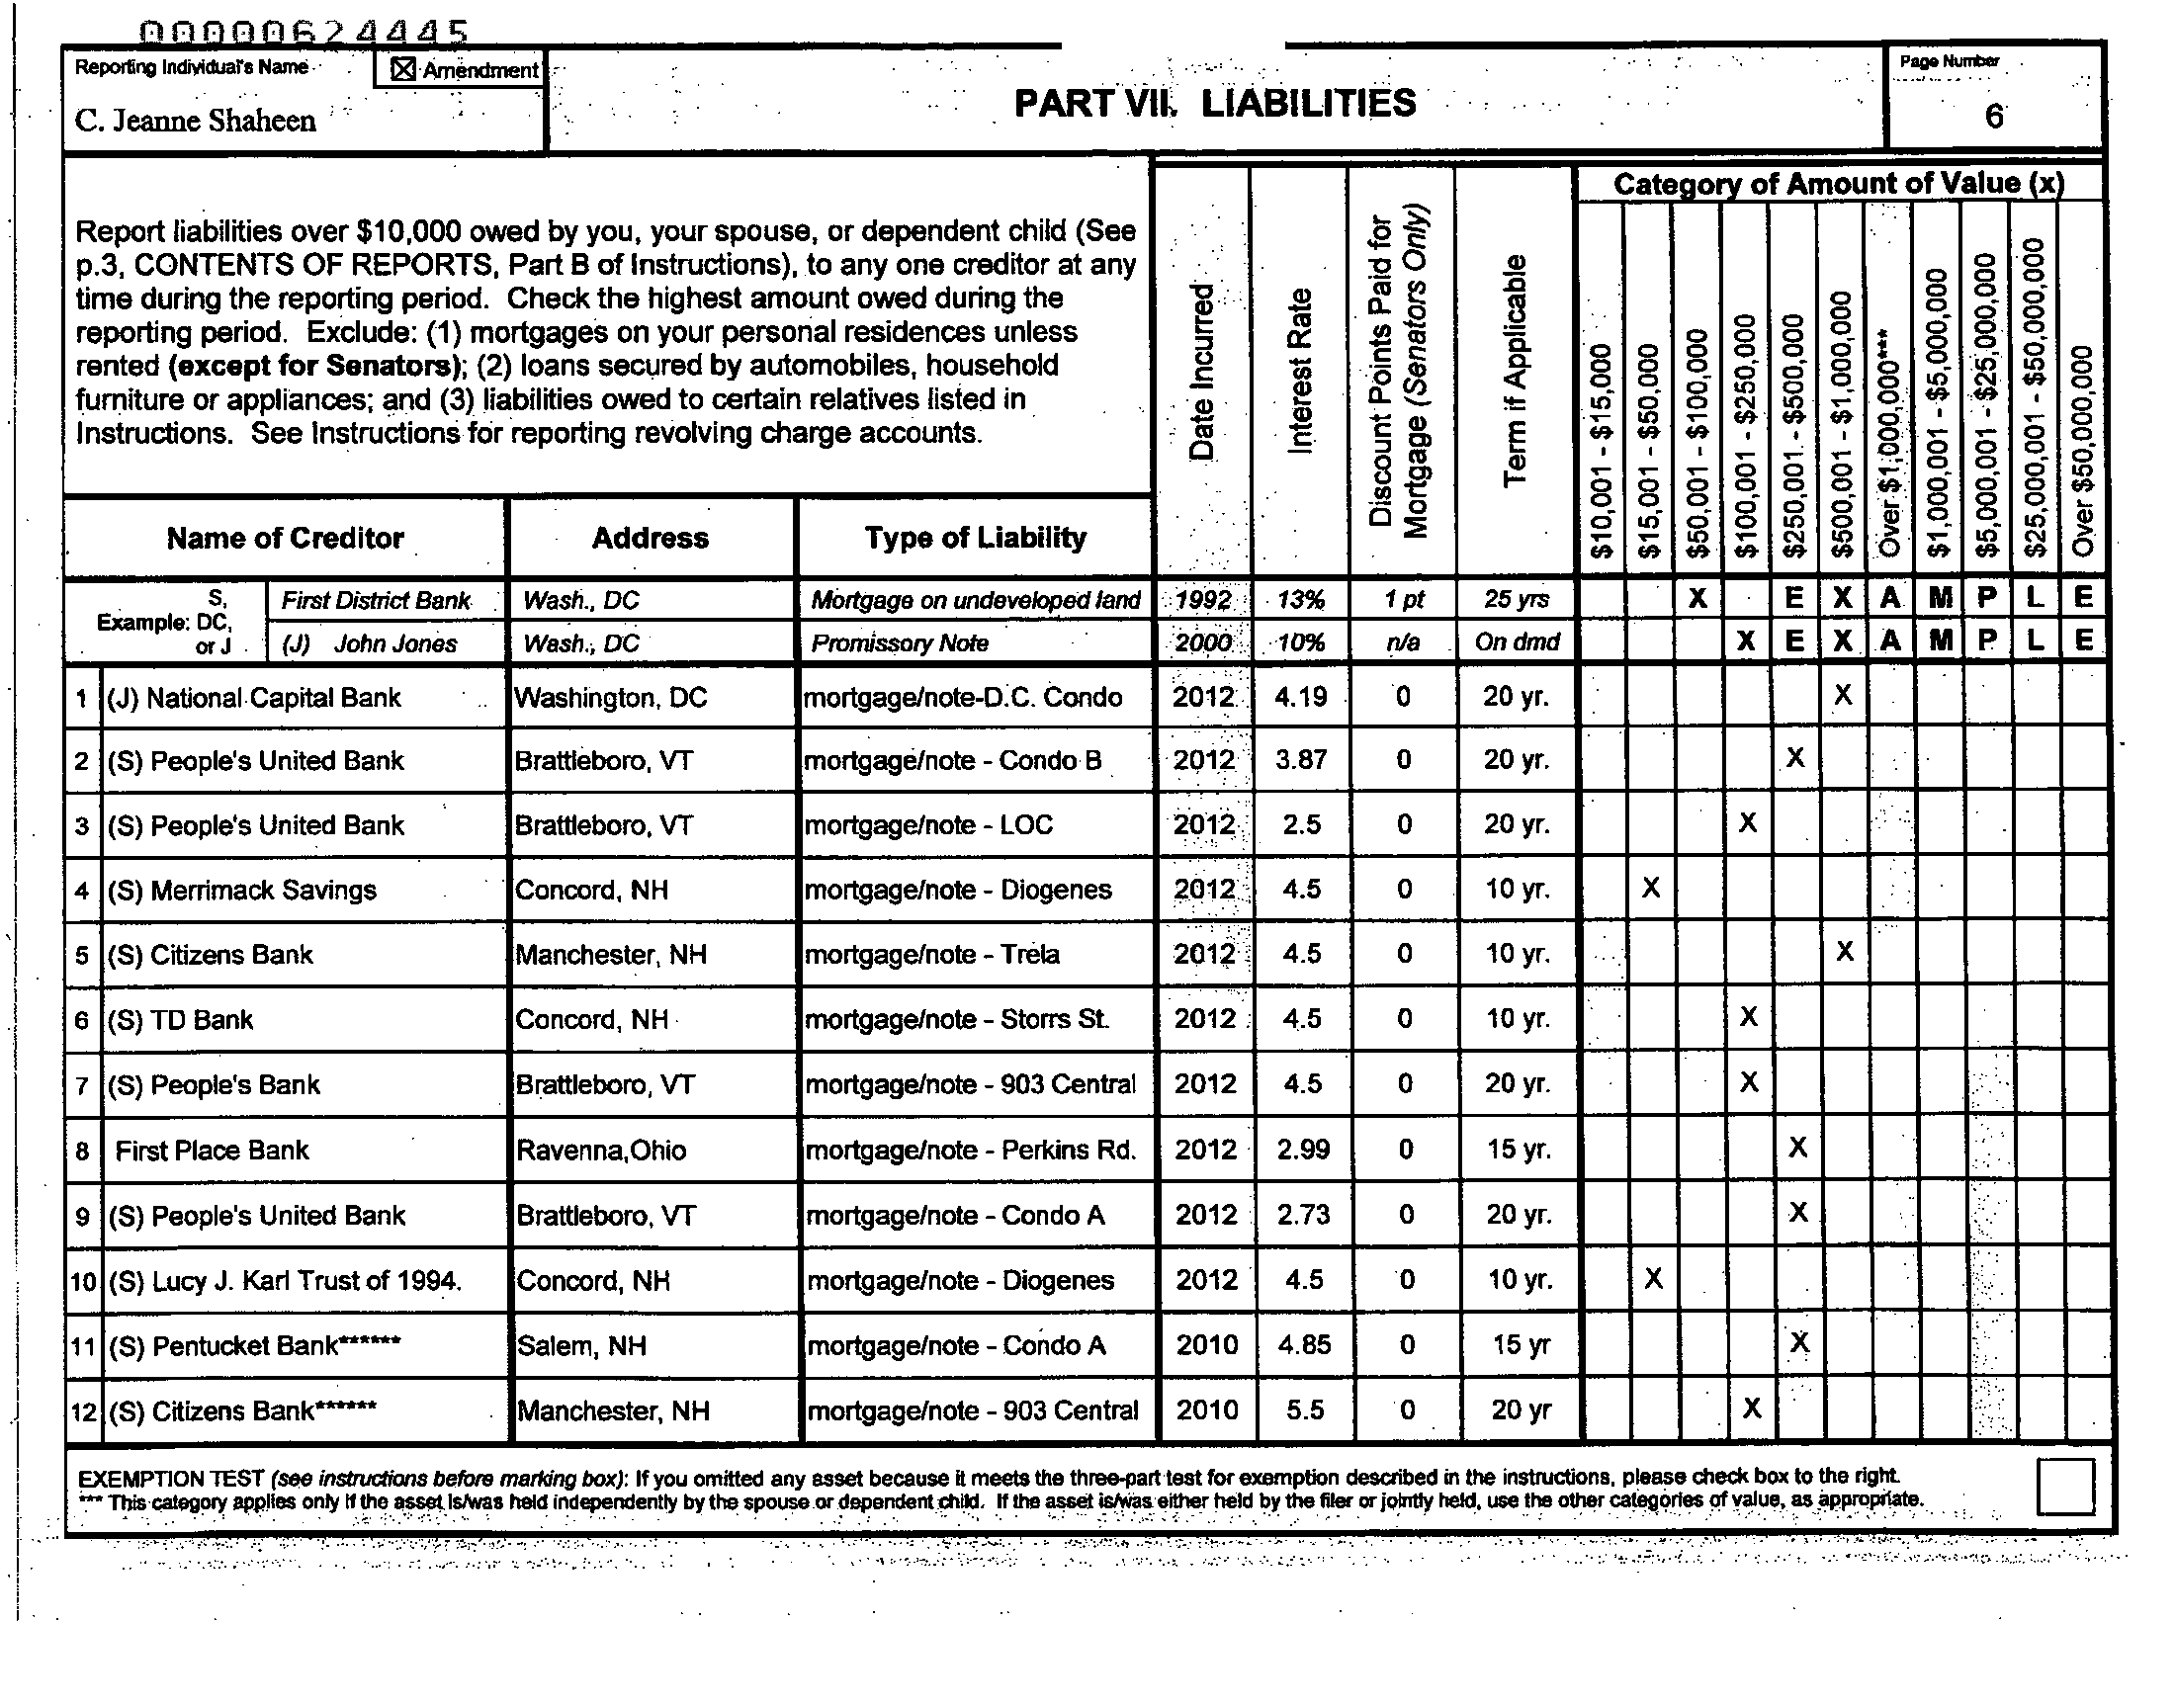 00000624445
Reporting Individual's Name
☒ Amendment
C. Jeanne Shaheen
PART VII. LIABILITIES
Page Number
6
Report liabilities over $10,000 owed by you, your spouse, or dependent child (See
p.3, CONTENTS OF REPORTS, Part B of Instructions), to any one creditor at any
time during the reporting period. Check the highest amount owed during the
reporting period. Exclude: (1) mortgages on your personal residences unless
rented (except for Senators); (2) loans secured by automobiles, household
furniture or appliances; and (3) liabilities owed to certain relatives listed in
Instructions. See Instructions for reporting revolving charge accounts.
Date Incurred
Interest Rate
Discount Points Paid for
Mortgage (Senators Only)
Term if Applicable
Category of Amount of Value (x)
$10,001 - $15,000
$15,001 - $50,000
$50,001 - $100,000
$100,001 - $250,000
$250,001 - $500,000
$500,001 - $1,000,000
Over $1,000,000***
$1,000,001 - $5,000,000
$5,000,001 - $25,000,000
$25,000,001 - $50,000,000
Over $50,000,000
Name of Creditor Address Type of Liability
Example: S, DC, or J
First District Bank Wash., DC Mortgage on undeveloped land 1992 13% 1 pt 25 yrs X E X A M P L E
(J) John Jones Wash., DC Promissory Note 2000 10% n/a On dmd X E X A M P L E
1 (J) National Capital Bank Washington, DC mortgage/note-D.C. Condo 2012 4.19 0 20 yr. X
2 (S) People's United Bank Brattleboro, VT mortgage/note - Condo B 2012 3.87 0 20 yr. X
3 (S) People's United Bank Brattleboro, VT mortgage/note - LOC 2012 2.5 0 20 yr. X
4 (S) Merrimack Savings Concord, NH mortgage/note - Diogenes 2012 4.5 0 10 yr. X
5 (S) Citizens Bank Manchester, NH mortgage/note - Trela 2012 4.5 0 10 yr. X
6 (S) TD Bank Concord, NH mortgage/note - Storrs St. 2012 4.5 0 10 yr. X
7 (S) People's Bank Brattleboro, VT mortgage/note - 903 Central 2012 4.5 0 20 yr. X
8 First Place Bank Ravenna,Ohio mortgage/note - Perkins Rd. 2012 2.99 0 15 yr. X
9 (S) People's United Bank Brattleboro, VT mortgage/note - Condo A 2012 2.73 0 20 yr. X
10 (S) Lucy J. Karl Trust of 1994. Concord, NH mortgage/note - Diogenes 2012 4.5 0 10 yr. X
11 (S) Pentucket Bank****** Salem, NH mortgage/note - Condo A 2010 4.85 0 15 yr X
12 (S) Citizens Bank****** Manchester, NH mortgage/note - 903 Central 2010 5.5 0 20 yr X
EXEMPTION TEST (see instructions before marking box): If you omitted any asset because it meets the three-part test for exemption described in the instructions, please check box to the right.
*** This category applies only if the asset is/was held independently by the spouse or dependent child. If the asset is/was either held by the filer or jointly held, use the other categories of value, as appropriate.